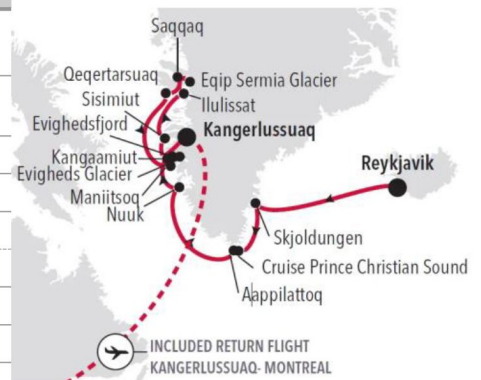 Saqqaq
Qeqertarsuaq
Eqip Sermia Glacier
Sisimiut
Ilulissat
Evighedsfjord
Kangerlussuaq
Kangaamiut
Evigheds Glacier
Maniitsoq
Nuuk
Reykjavik
Skjoldungen
Cruise Prince Christian Sound
Aappilattoq
INCLUDED RETURN FLIGHT
KANGERLUSSUAQ- MONTREAL